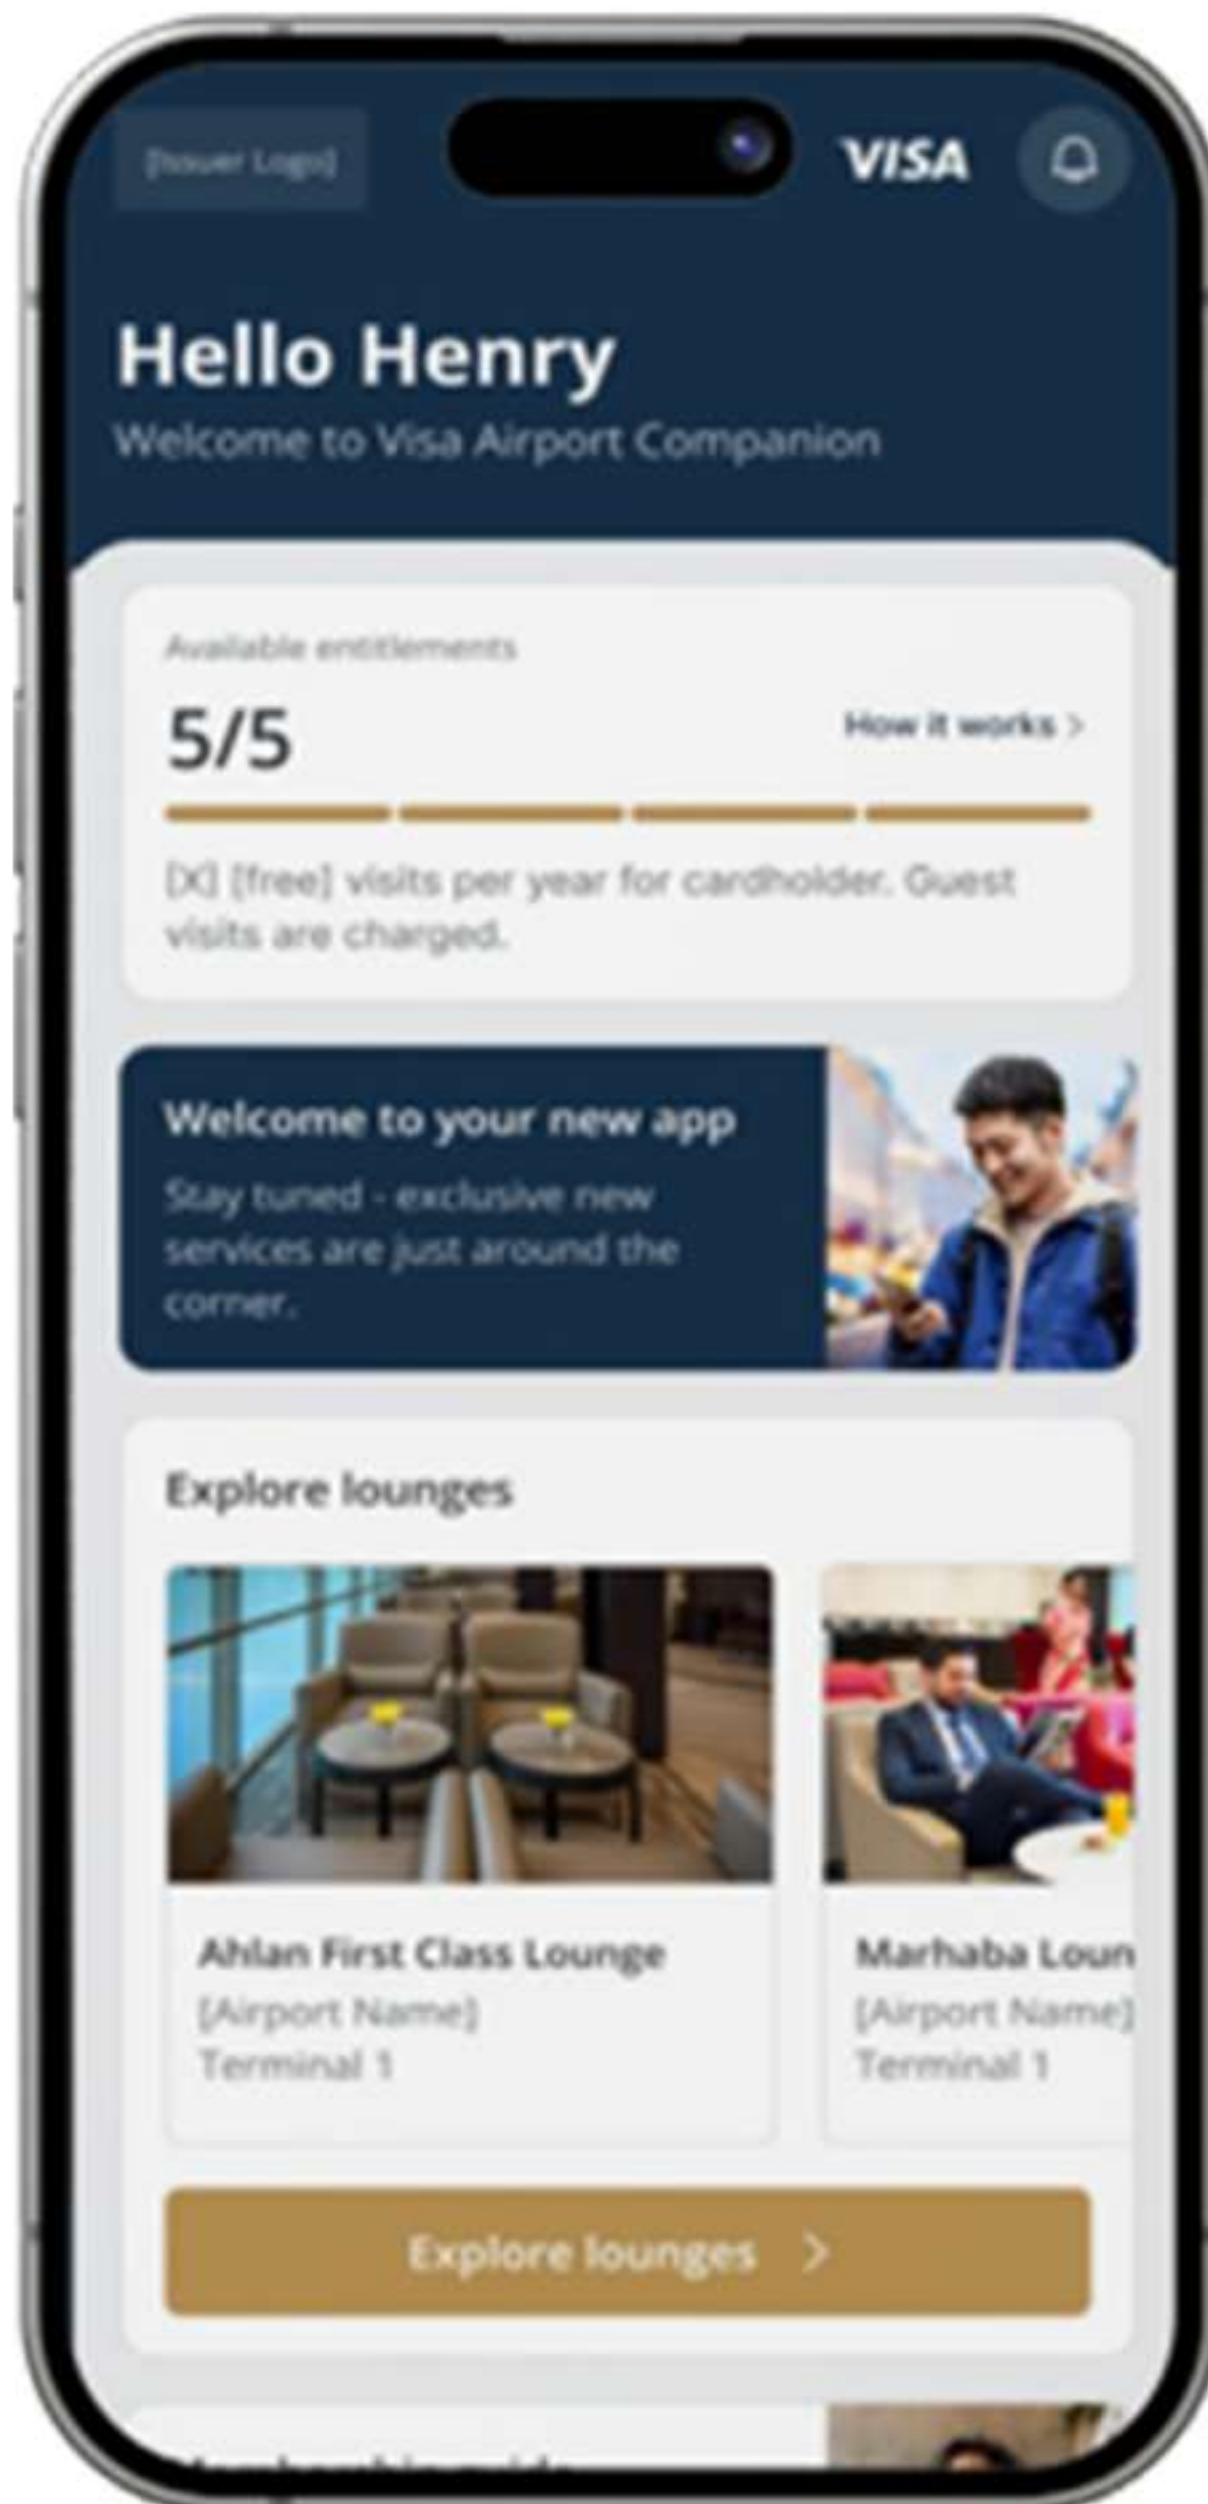 [Issuer Logo]
VISA
Hello Henry
Welcome to Visa Airport Companion
Available entitlements
5/5
How it works
[X] [free] visits per year for cardholder. Guest
visits are charged.
Welcome to your new app
Stay tuned - exclusive new
services are just around the
corner.
Explore lounges
Ahlan First Class Lounge
[Airport Name]
Terminal 1
Marhaba Loun
[Airport Name]
Terminal 1
Explore lounges